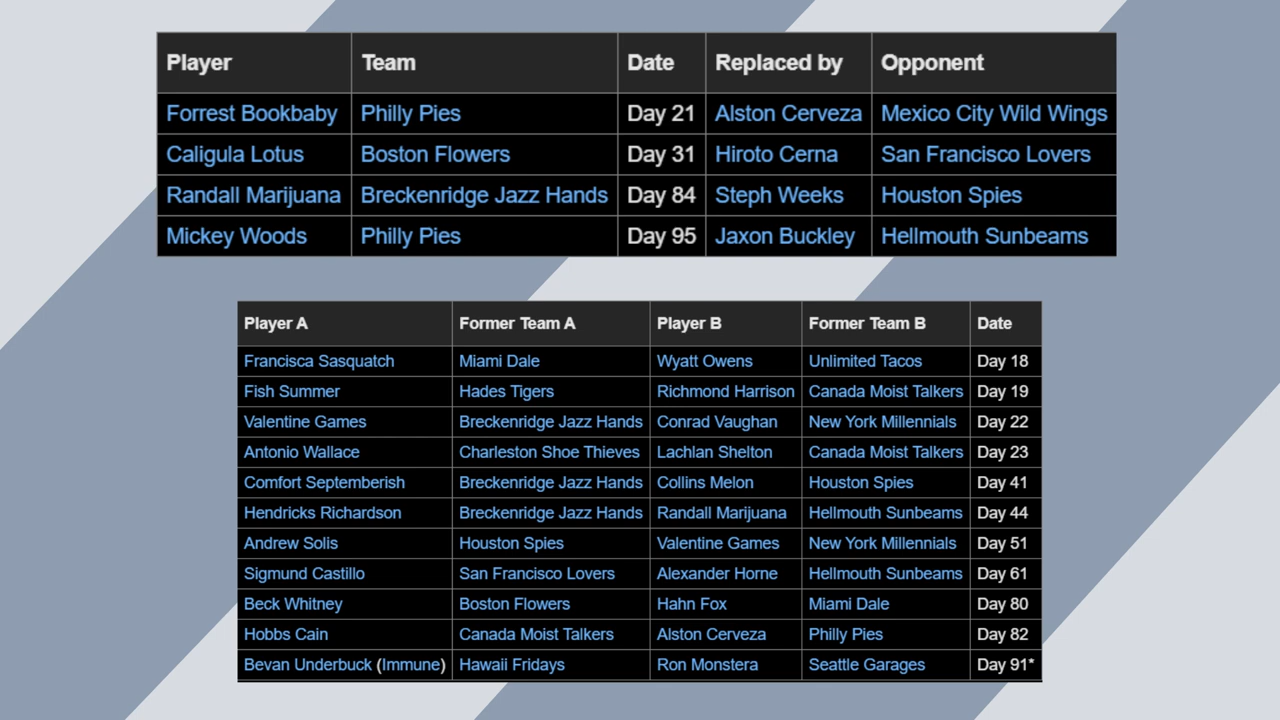 Player Team Date Replaced by Opponent
Forrest Bookbaby Philly Pies Day 21 Alston Cerveza Mexico City Wild Wings
Caligula Lotus Boston Flowers Day 31 Hiroto Cerna San Francisco Lovers
Randall Marijuana Breckenridge Jazz Hands Day 84 Steph Weeks Houston Spies
Mickey Woods Philly Pies Day 95 Jaxon Buckley Hellmouth Sunbeams
Player A Former Team A Player B Former Team B Date
Francisca Sasquatch Miami Dale Wyatt Owens Unlimited Tacos Day 18
Fish Summer Hades Tigers Richmond Harrison Canada Moist Talkers Day 19
Valentine Games Breckenridge Jazz Hands Conrad Vaughan New York Millennials Day 22
Antonio Wallace Charleston Shoe Thieves Lachlan Shelton Canada Moist Talkers Day 23
Comfort Septemberish Breckenridge Jazz Hands Collins Melon Houston Spies Day 41
Hendricks Richardson Breckenridge Jazz Hands Randall Marijuana Hellmouth Sunbeams Day 44
Andrew Solis Houston Spies Valentine Games New York Millennials Day 51
Sigmund Castillo San Francisco Lovers Alexander Horne Hellmouth Sunbeams Day 61
Beck Whitney Boston Flowers Hahn Fox Miami Dale Day 80
Hobbs Cain Canada Moist Talkers Alston Cerveza Philly Pies Day 82
Bevan Underbuck (Immune) Hawaii Fridays Ron Monstera Seattle Garages Day 91*